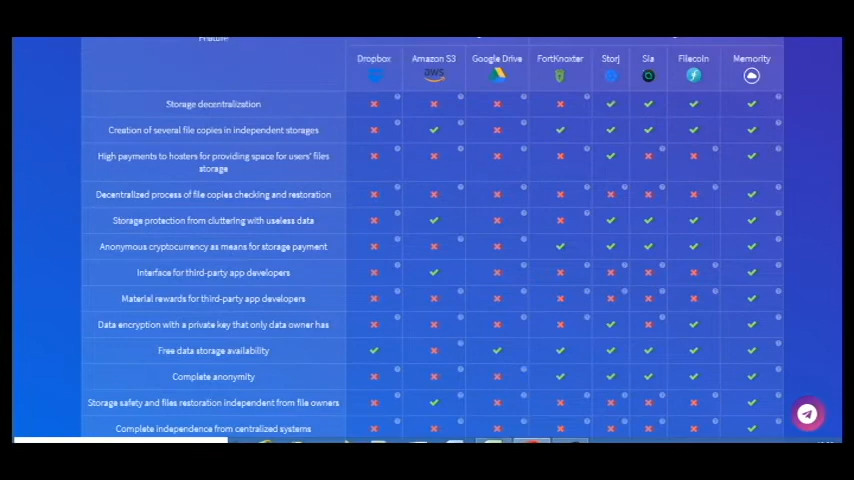 Feature
Dropbox
Amazon S3
Google Drive
FortKnoxter
Storj
Sia
Filecoin
Memority
aws
Storage decentralization
Creation of several file copies in independent storages
High payments to hosters for providing space for users' files
storage
Decentralized process of file copies checking and restoration
Storage protection from cluttering with useless data
Anonymous cryptocurrency as means for storage payment
Interface for third-party app developers
Material rewards for third-party app developers
Data encryption with a private key that only data owner has
Free data storage availability
Complete anonymity
Storage safety and files restoration independent from file owners
Complete independence from centralized systems